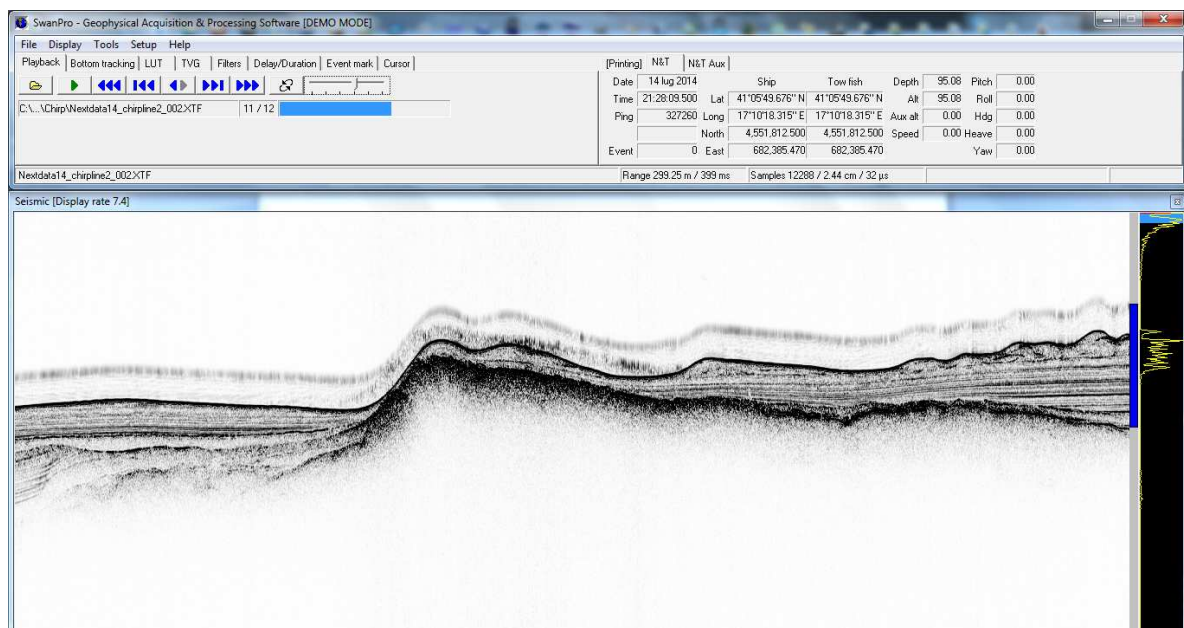 SwanPro - Geophysical Acquisition & Processing Software [DEMO MODE]
File Display Tools Setup Help
Playback Bottom tracking LUT TVG Filters Delay/Duration Event mark Cursor
C:\...\Chirp\Nextdata14_chirpline2_002.XTF 11 / 12
[Printing] N&T N&T Aux
Date 14 lug 2014 Ship Tow fish Depth 95.08 Pitch 0.00
Time 21:28:09.500 Lat 41°05'49.676'' N 41°05'49.676'' N Alt 95.08 Roll 0.00
Ping 327260 Long 17°10'18.315'' E 17°10'18.315'' E Aux alt 0.00 Hdg 0.00
North 4,551,812.500 4,551,812.500 Speed 0.00 Heave 0.00
Event 0 East 682,385.470 682,385.470 Yaw 0.00
Nextdata14_chirpline2_002.XTF Range 299.25 m / 399 ms Samples 12288 / 2.44 cm / 32 µs
Seismic [Display rate 7.4]